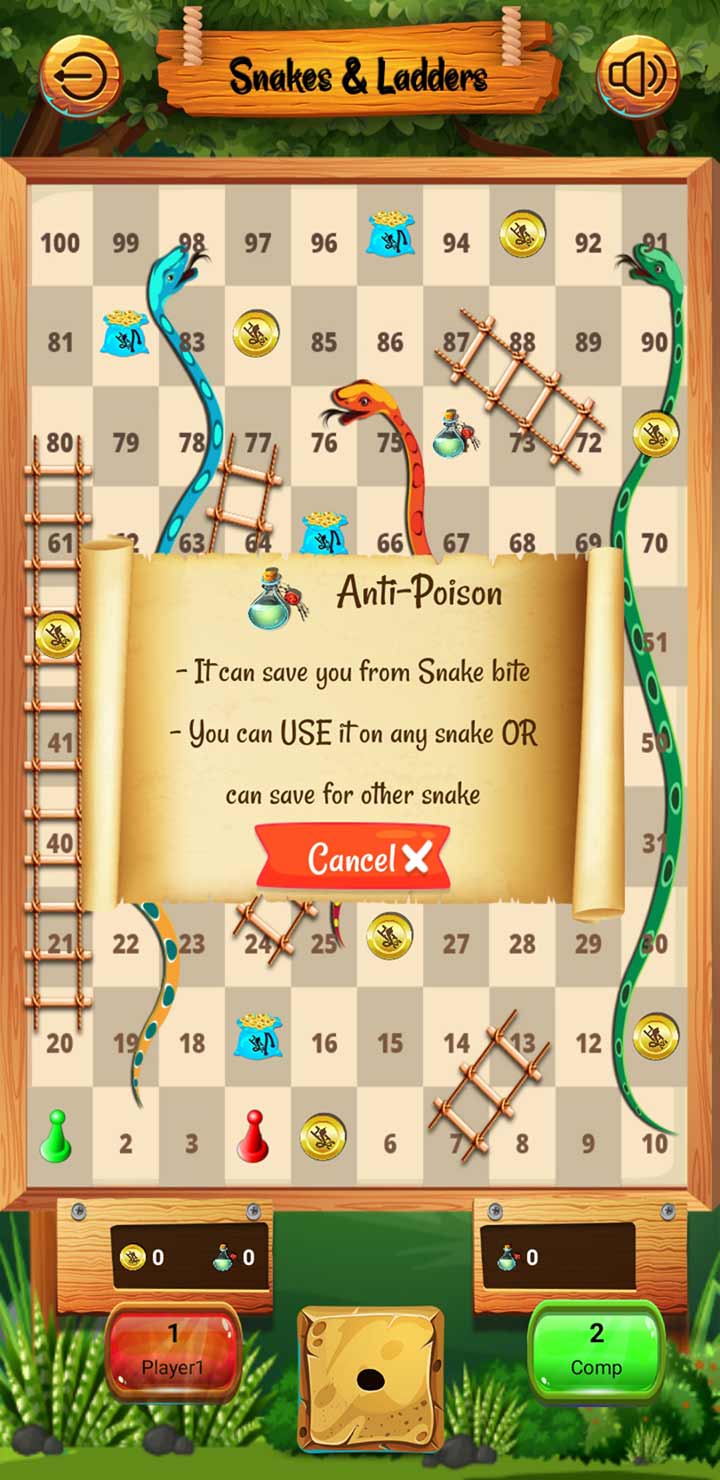 Snakes & Ladders
100 99 98 97 96 94 92 91
81 83 85 86 87 88 89 90
80 79 78 77 76 75 73 72
61 62 63 64 66 67 68 69 70
Anti-Poison
51
- It can save you from Snake bite
- You can USE it on any snake OR
41 50
can save for other snake
40 31
Cancel
21 22 23 24 25 27 28 29 30
20 19 18 16 15 14 13 12
2 3 6 7 8 9 10
0 0 0
1 2
Player1 Comp